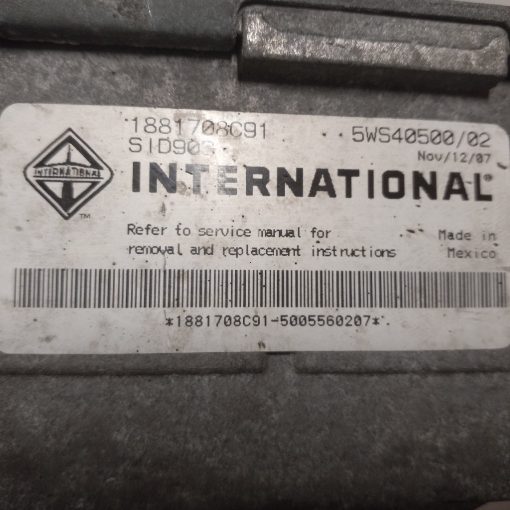 1881708C91 5WS40500/02
Nov/12/07
INTERNATIONAL ™
INTERNATIONAL®
Refer to service manual for
removal and replacement instructions
Made in
Mexico
*1881708C91-5005560207*